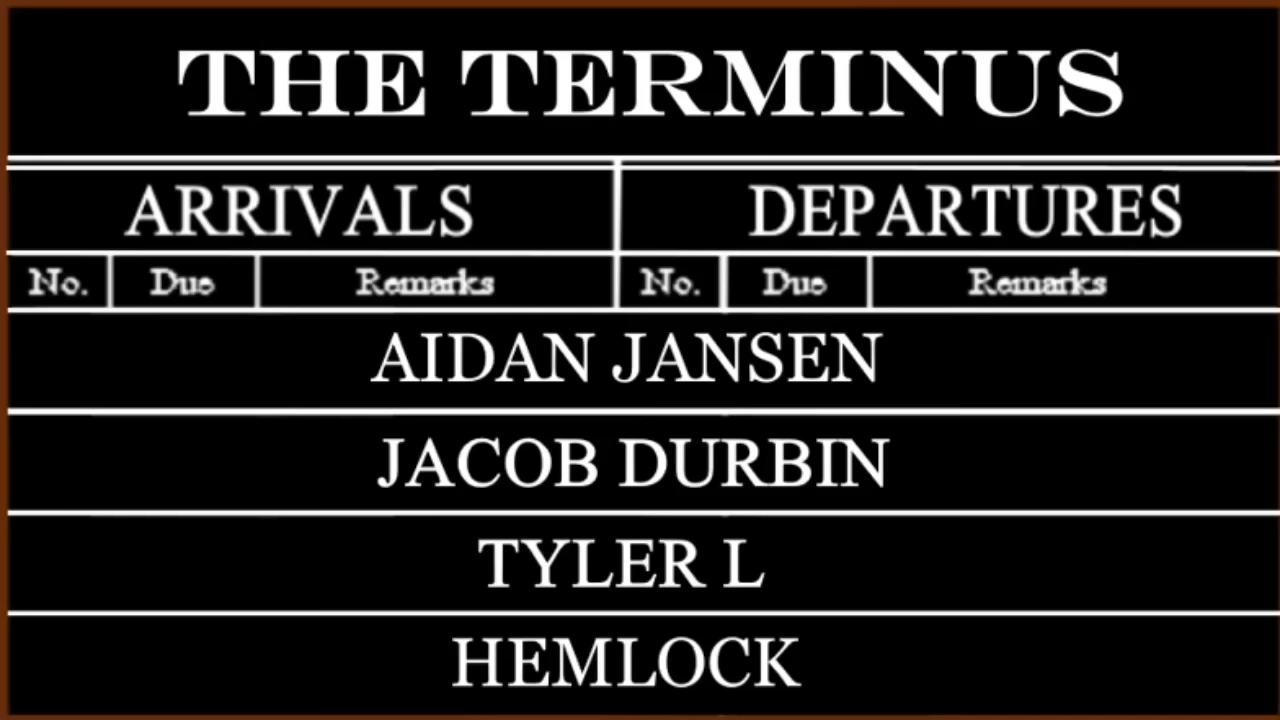 THE TERMINUS
ARRIVALS DEPARTURES
No. Due Remarks No. Due Remarks
AIDAN JANSEN
JACOB DURBIN
TYLER L
HEMLOCK